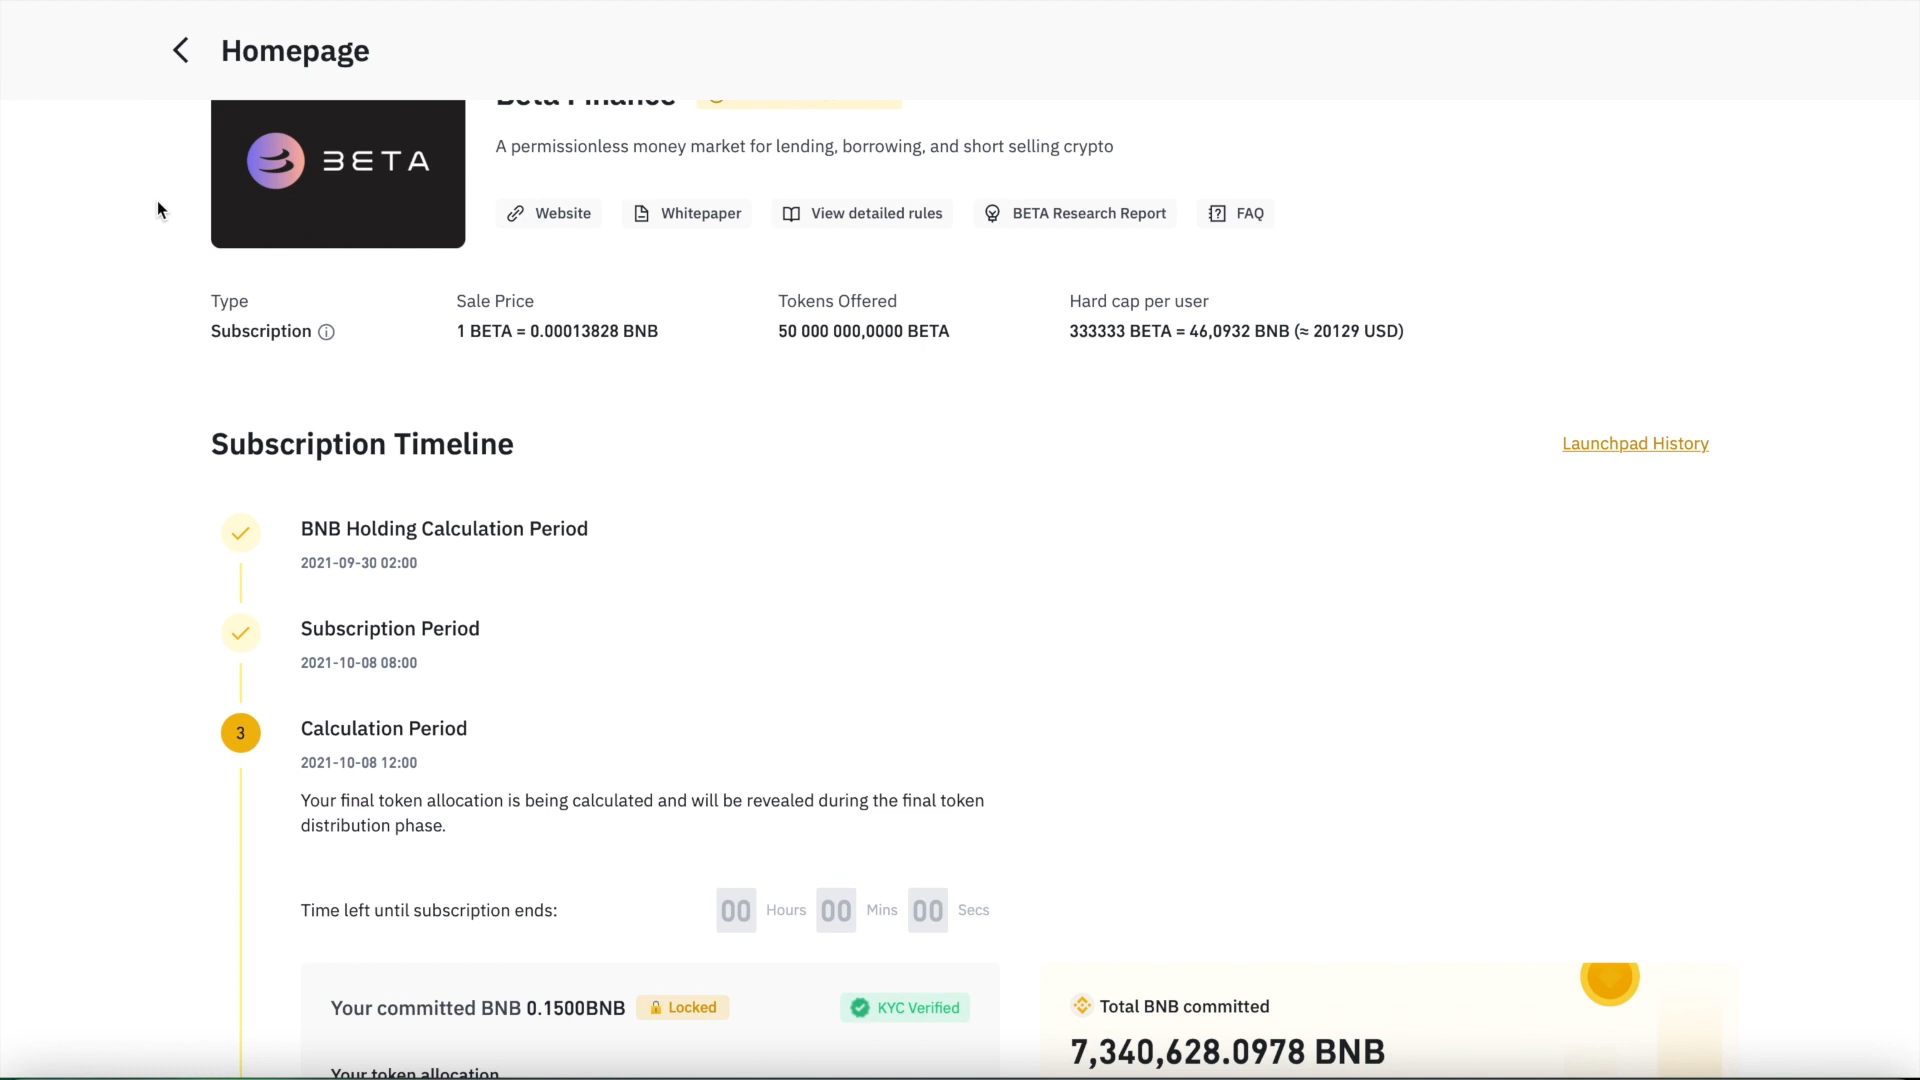 Homepage
Beta Finance
BETA
A permissionless money market for lending, borrowing, and short selling crypto
Website Whitepaper View detailed rules BETA Research Report FAQ
Type Sale Price Tokens Offered Hard cap per user
Subscription 1 BETA = 0.00013828 BNB 50 000 000,0000 BETA 333333 BETA = 46,0932 BNB (≈ 20129 USD)
Subscription Timeline Launchpad History
BNB Holding Calculation Period
2021-09-30 02:00
Subscription Period
2021-10-08 08:00
3 Calculation Period
2021-10-08 12:00
Your final token allocation is being calculated and will be revealed during the final token
distribution phase.
Time left until subscription ends: 00 Hours 00 Mins 00 Secs
Your committed BNB 0.1500BNB Locked KYC Verified
Total BNB committed
7,340,628.0978 BNB
Your token allocation